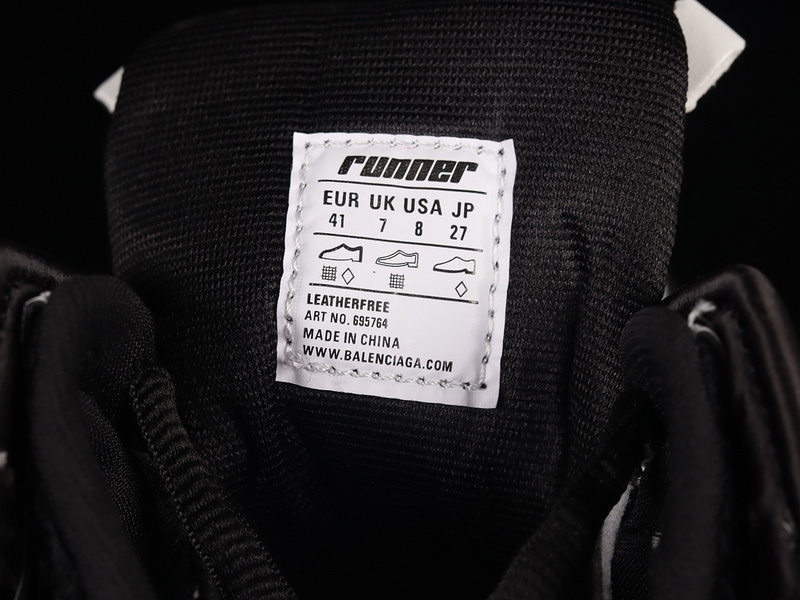 runner
EUR UK USA JP
41 7 8 27
LEATHERFREE
ART NO. 695764
MADE IN CHINA
WWW.BALENCIAGA.COM